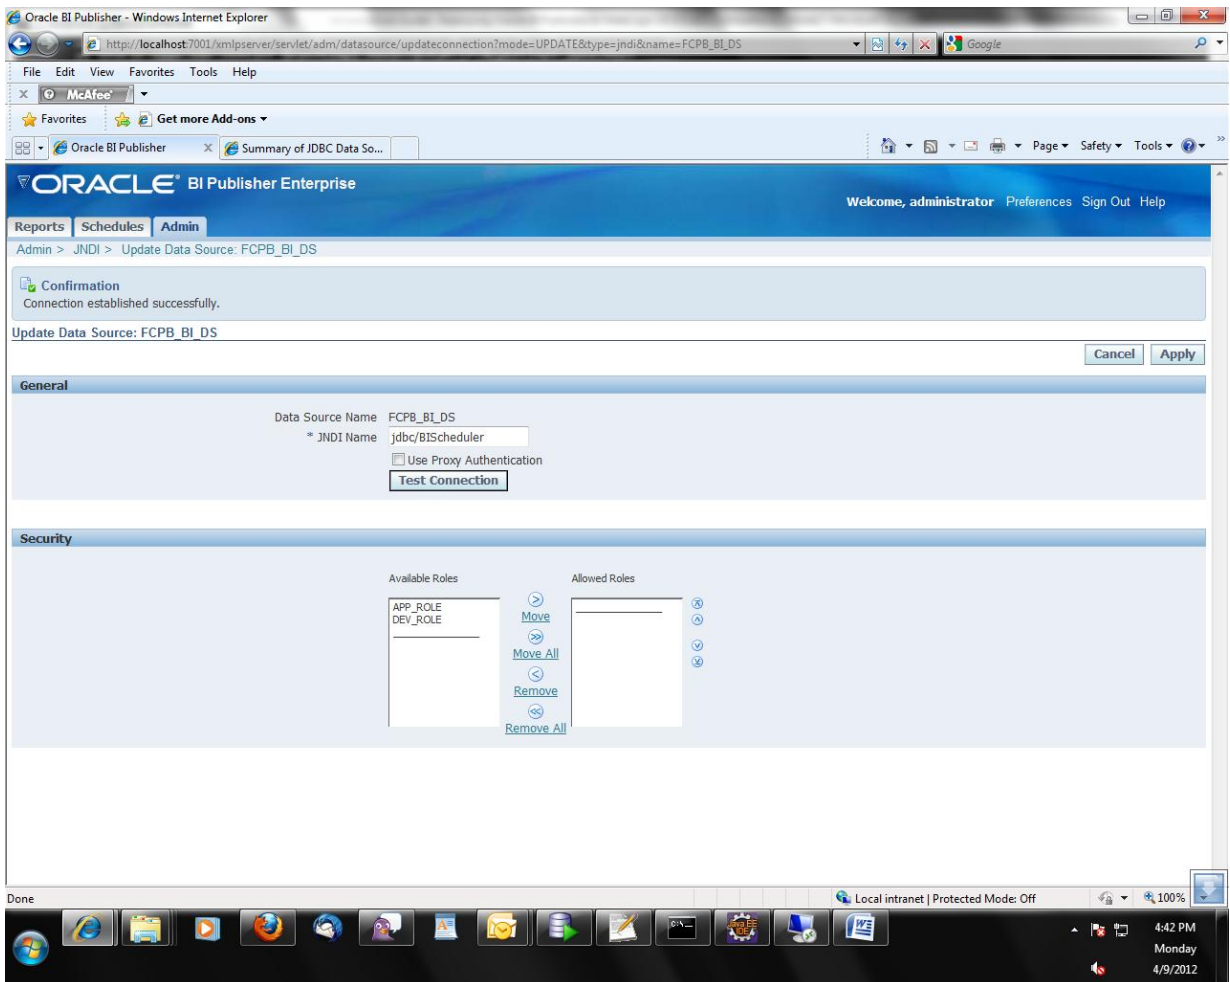 Oracle BI Publisher - Windows Internet Explorer
http://localhost:7001/xmlpserver/servlet/adm/datasource/updateconnection?mode=UPDATE&type=jndi&name=FCPB_BI_DS
Google
File Edit View Favorites Tools Help
x McAfee
Favorites Get more Add-ons
Oracle BI Publisher X Summary of JDBC Data So... Page Safety Tools
ORACLE BI Publisher Enterprise
Welcome, administrator Preferences Sign Out Help
Reports Schedules Admin
Admin > JNDI > Update Data Source: FCPB_BI_DS
Confirmation
Connection established successfully.
Update Data Source: FCPB_BI_DS
Cancel Apply
General
Data Source Name FCPB_BI_DS
* JNDI Name jdbc/BIScheduler
Use Proxy Authentication
Test Connection
Security
Available Roles Allowed Roles
APP_ROLE
DEV_ROLE
Move
Move All
Remove
Remove All
Done Local intranet | Protected Mode: Off 100%
4:42 PM
Monday
4/9/2012